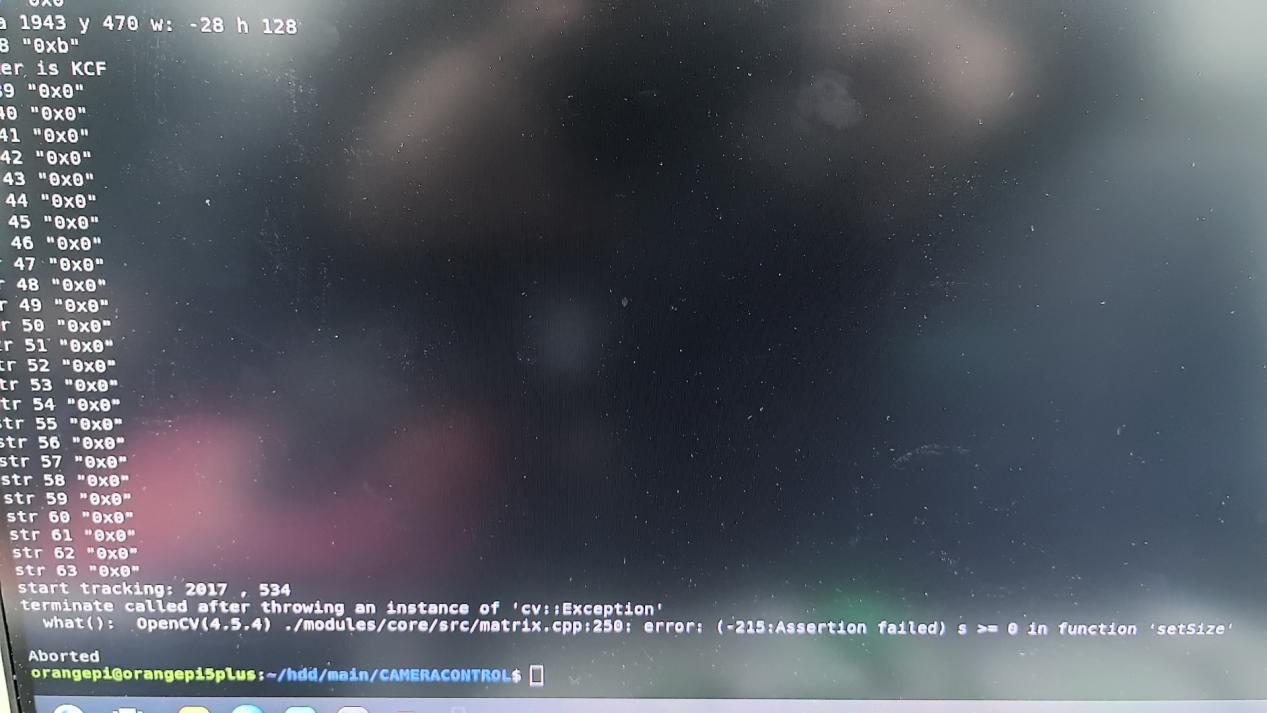 "0x0"
a 1943 y 470 w: -28 h 128
8 "0xb"
er is KCF
39 "0x0"
40 "0x0"
41 "0x0"
42 "0x0"
43 "0x0"
44 "0x0"
45 "0x0"
46 "0x0"
47 "0x0"
r 48 "0x0"
r 49 "0x0"
r 50 "0x0"
tr 51 "0x0"
tr 52 "0x0"
tr 53 "0x0"
tr 54 "0x0"
str 55 "0x0"
str 56 "0x0"
str 57 "0x0"
str 58 "0x0"
str 59 "0x0"
str 60 "0x0"
str 61 "0x0"
str 62 "0x0"
str 63 "0x0"
start tracking: 2017 , 534
terminate called after throwing an instance of 'cv::Exception'
what(): OpenCV(4.5.4) ./modules/core/src/matrix.cpp:250: error: (-215:Assertion failed) s >= 0 in function 'setSize'
Aborted
orangepi@orangepi5plus:~/hdd/main/CAMERACONTROL$